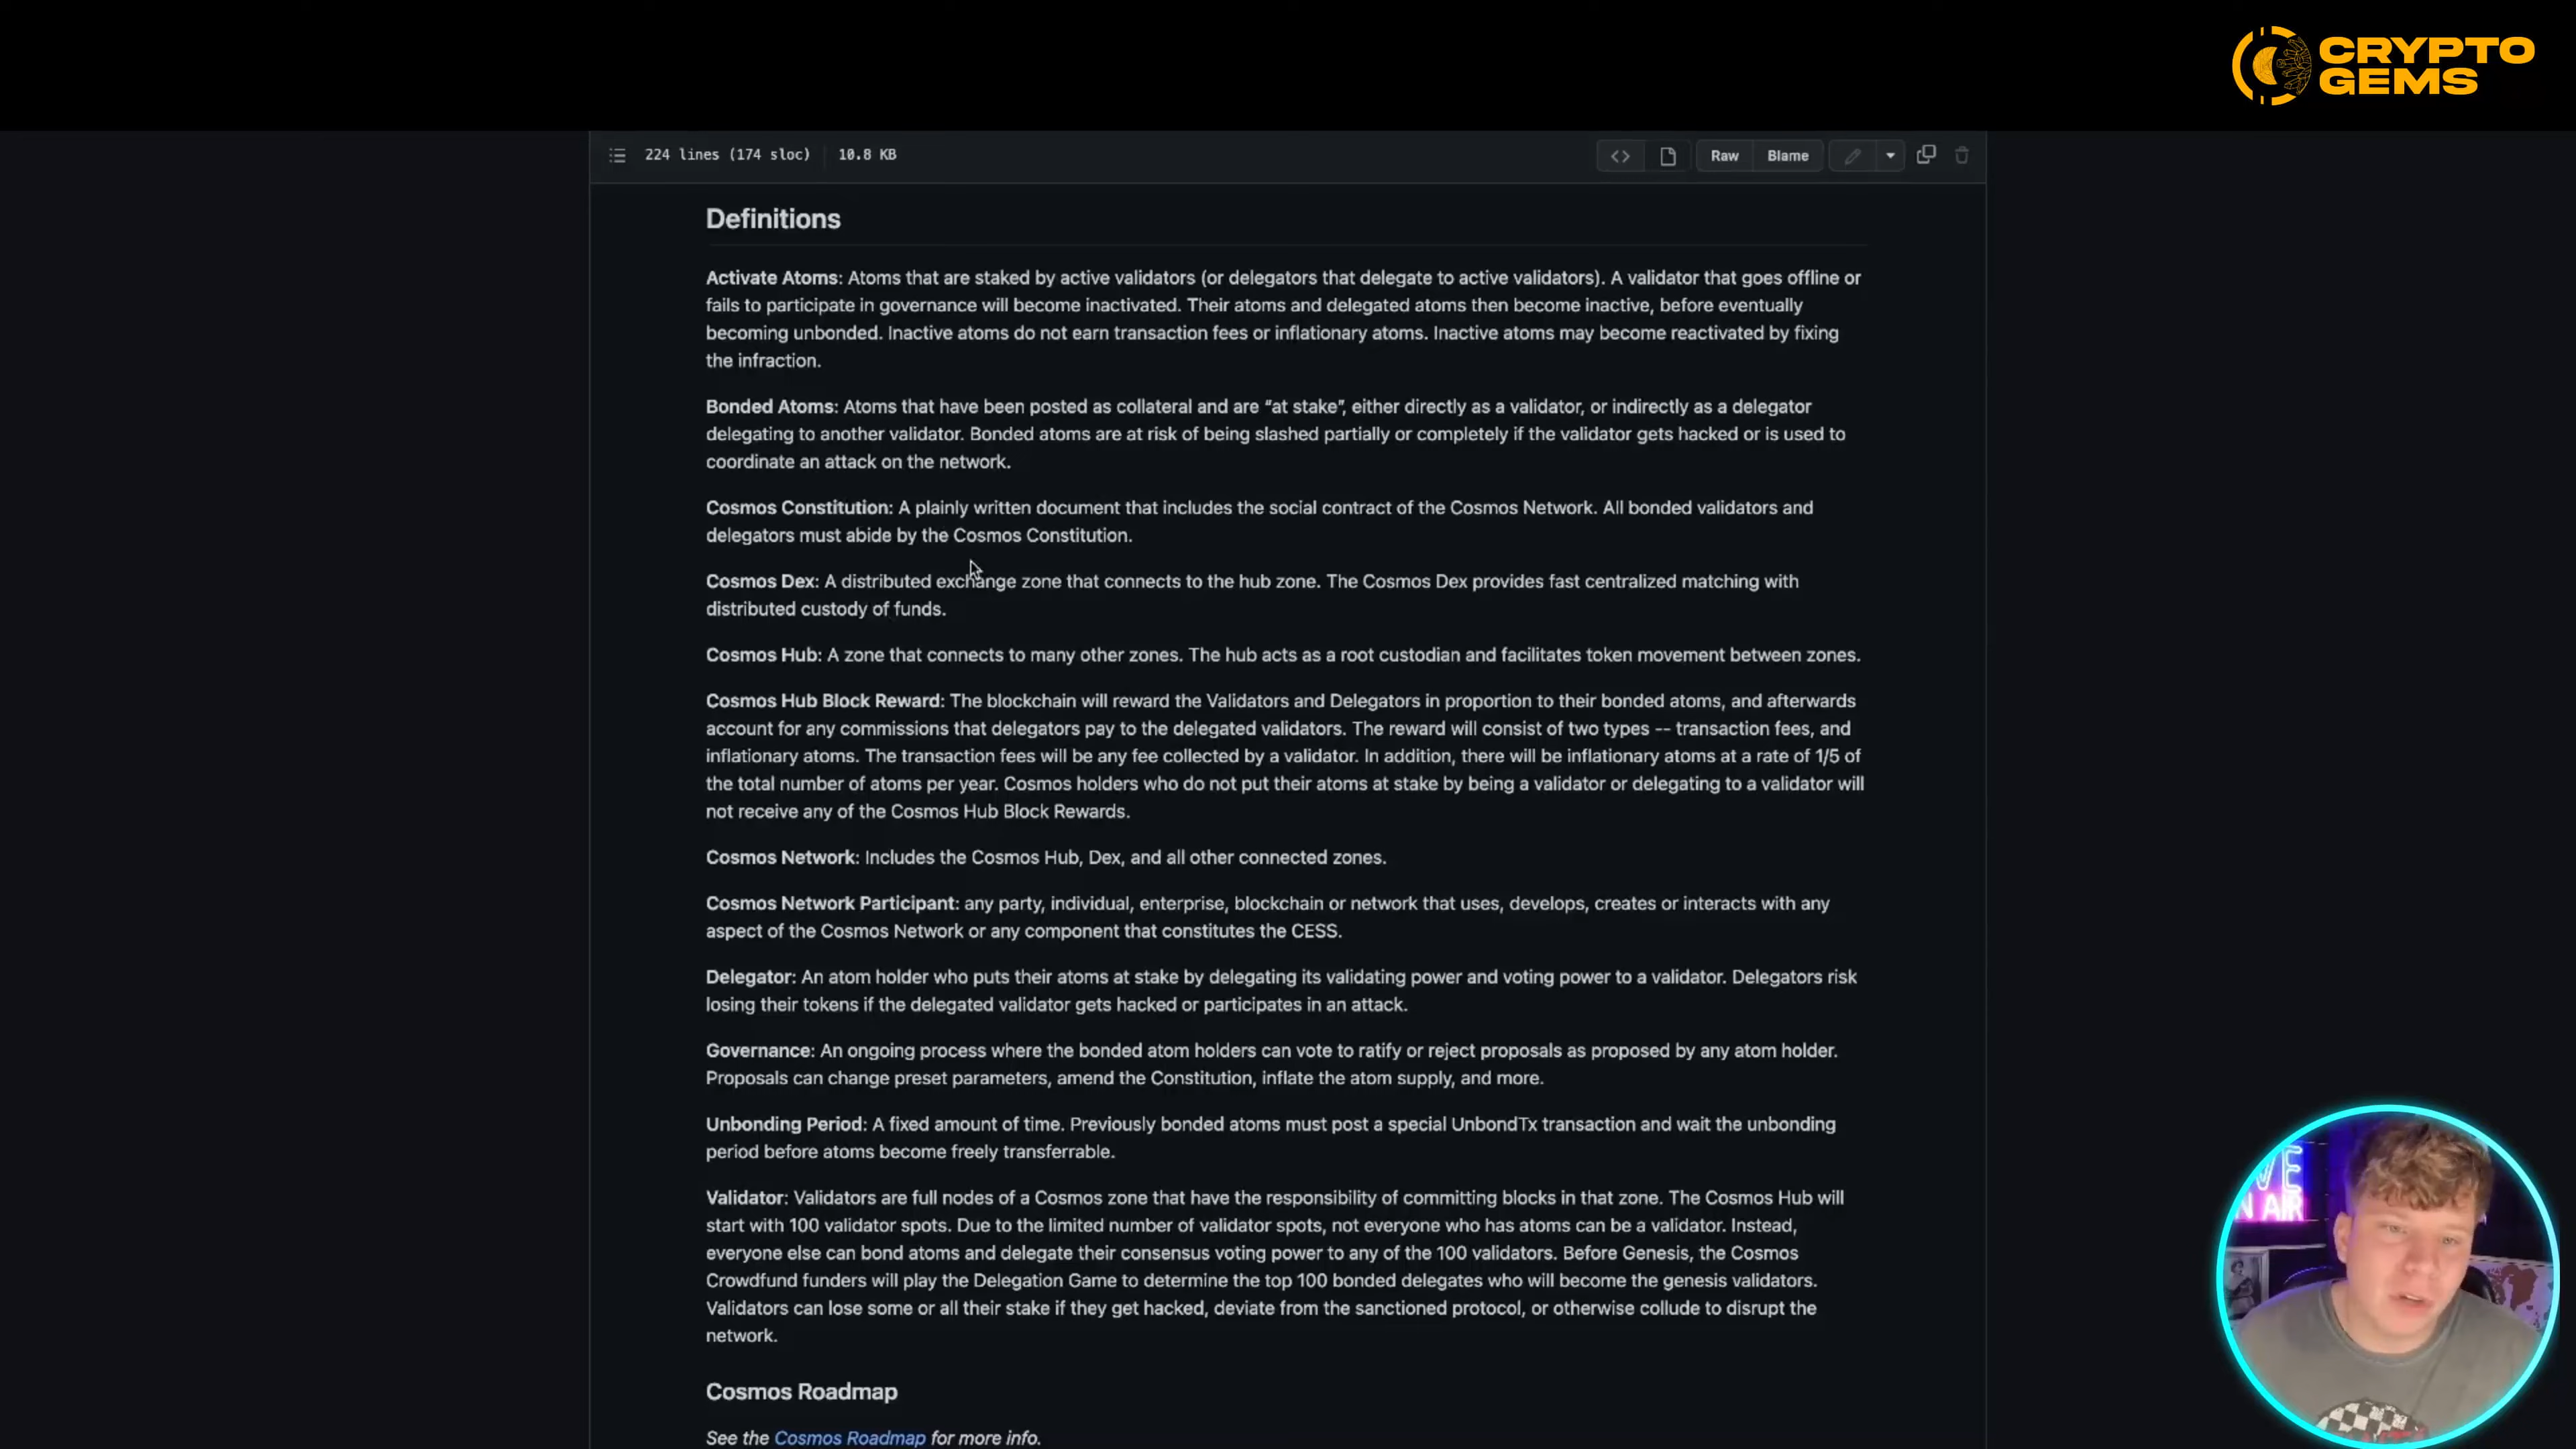 CRYPTO
GEMS
224 lines (174 sloc) 10.8 KB Raw Blame
Definitions
Activate Atoms: Atoms that are staked by active validators (or delegators that delegate to active validators). A validator that goes offline or
fails to participate in governance will become inactivated. Their atoms and delegated atoms then become inactive, before eventually
becoming unbonded. Inactive atoms do not earn transaction fees or inflationary atoms. Inactive atoms may become reactivated by fixing
the infraction.
Bonded Atoms: Atoms that have been posted as collateral and are “at stake”, either directly as a validator, or indirectly as a delegator
delegating to another validator. Bonded atoms are at risk of being slashed partially or completely if the validator gets hacked or is used to
coordinate an attack on the network.
Cosmos Constitution: A plainly written document that includes the social contract of the Cosmos Network. All bonded validators and
delegators must abide by the Cosmos Constitution.
Cosmos Dex: A distributed exchange zone that connects to the hub zone. The Cosmos Dex provides fast centralized matching with
distributed custody of funds.
Cosmos Hub: A zone that connects to many other zones. The hub acts as a root custodian and facilitates token movement between zones.
Cosmos Hub Block Reward: The blockchain will reward the Validators and Delegators in proportion to their bonded atoms, and afterwards
account for any commissions that delegators pay to the delegated validators. The reward will consist of two types -- transaction fees, and
inflationary atoms. The transaction fees will be any fee collected by a validator. In addition, there will be inflationary atoms at a rate of 1/5 of
the total number of atoms per year. Cosmos holders who do not put their atoms at stake by being a validator or delegating to a validator will
not receive any of the Cosmos Hub Block Rewards.
Cosmos Network: Includes the Cosmos Hub, Dex, and all other connected zones.
Cosmos Network Participant: any party, individual, enterprise, blockchain or network that uses, develops, creates or interacts with any
aspect of the Cosmos Network or any component that constitutes the CESS.
Delegator: An atom holder who puts their atoms at stake by delegating its validating power and voting power to a validator. Delegators risk
losing their tokens if the delegated validator gets hacked or participates in an attack.
Governance: An ongoing process where the bonded atom holders can vote to ratify or reject proposals as proposed by any atom holder.
Proposals can change preset parameters, amend the Constitution, inflate the atom supply, and more.
Unbonding Period: A fixed amount of time. Previously bonded atoms must post a special UnbondTx transaction and wait the unbonding
period before atoms become freely transferrable.
Validator: Validators are full nodes of a Cosmos zone that have the responsibility of committing blocks in that zone. The Cosmos Hub will
start with 100 validator spots. Due to the limited number of validator spots, not everyone who has atoms can be a validator. Instead,
everyone else can bond atoms and delegate their consensus voting power to any of the 100 validators. Before Genesis, the Cosmos
Crowdfund funders will play the Delegation Game to determine the top 100 bonded delegates who will become the genesis validators.
Validators can lose some or all their stake if they get hacked, deviate from the sanctioned protocol, or otherwise collude to disrupt the
network.
Cosmos Roadmap
See the Cosmos Roadmap for more info.
VE
N AIR